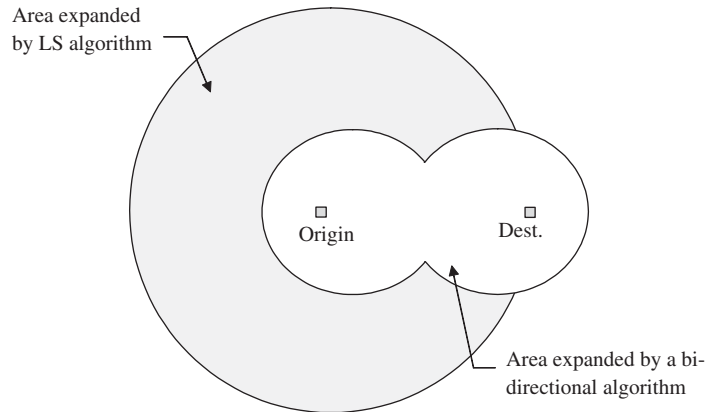 Area expanded
by LS algorithm
Origin
Dest.
Area expanded by a bi-
directional algorithm